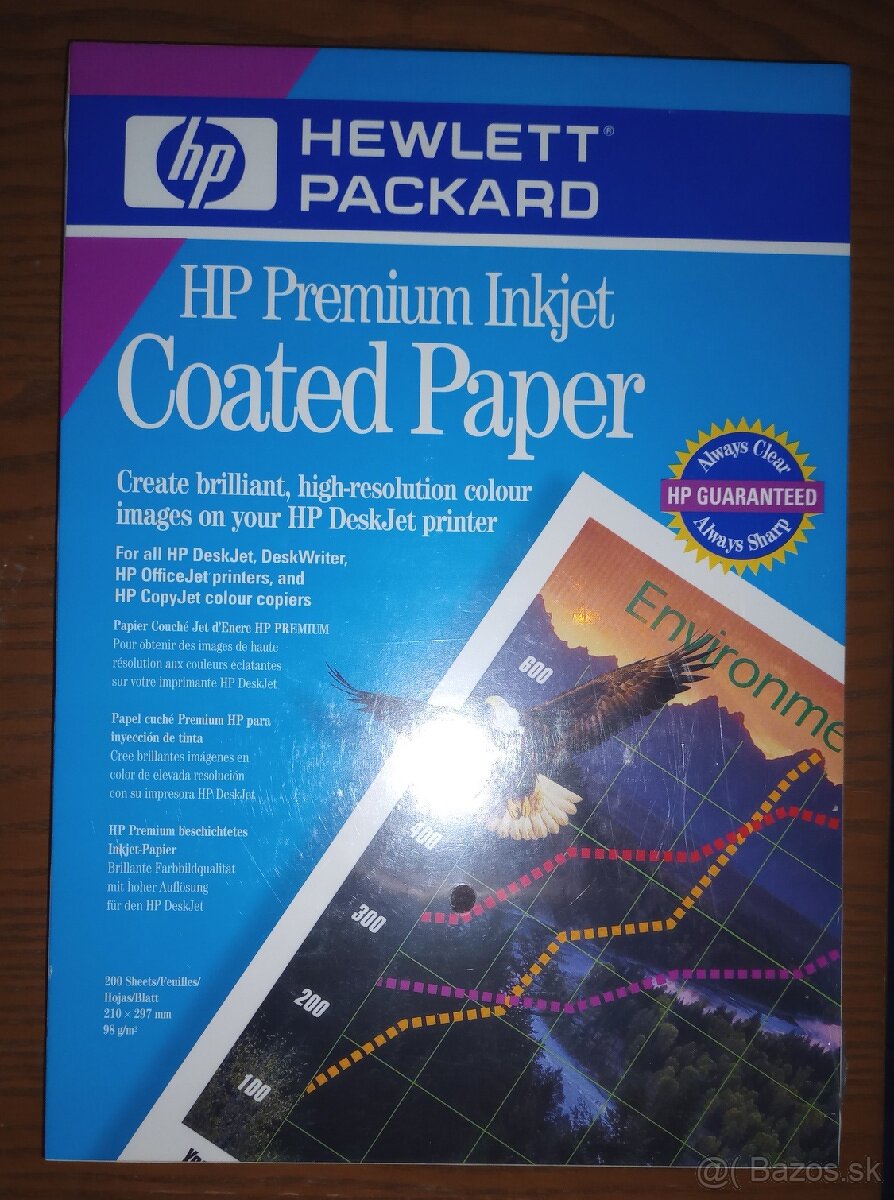 hp
HEWLETT®
PACKARD
HP Premium Inkjet
Coated Paper
Create brilliant, high-resolution colour
images on your HP DeskJet printer
Always Clear
HP GUARANTEED
Always Sharp
For all HP DeskJet, DeskWriter,
HP OfficeJet printers, and
HP CopyJet colour copiers
Papier Couché Jet d'Encre HP PREMIUM
Pour obtenir des images de haute
résolution aux couleurs éclatantes
sur votre imprimante HP DeskJet
Papel cuché Premium HP para
inyección de tinta
Cree brillantes imágenes en
color de elevada resolución
con su impresora HP DeskJet
HP Premium beschichtetes
Inkjet-Papier
Brillante Farbbildqualität
mit hoher Auflösung
für den HP DeskJet
200 Sheets/Feuilles/
Hojas/Blatt
210 × 297 mm
98 g/m²
Environme
600
400
300
200
100
@( Bazos.sk